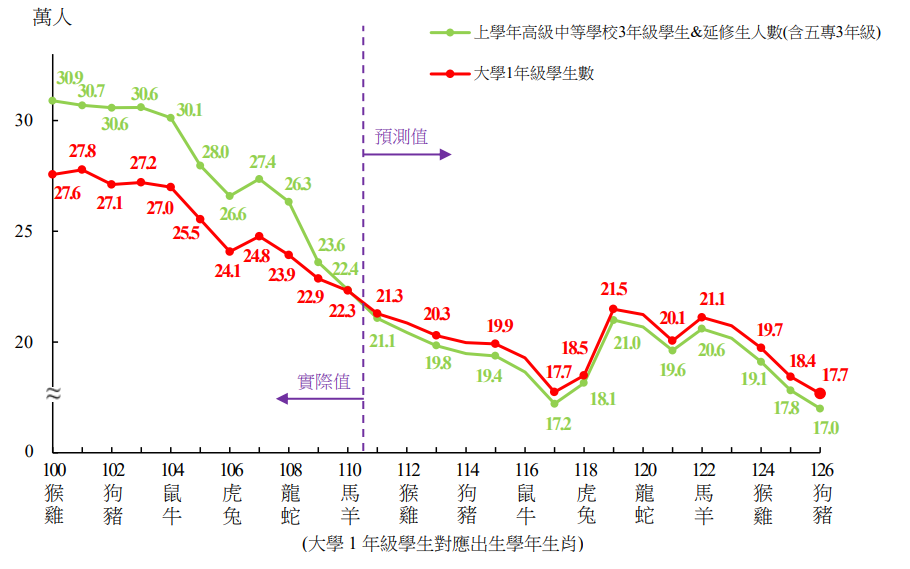 萬人
上學年高級中等學校3年級學生&延修生人數(含五專3年級)
大學1年級學生數
30.9 30.7 30.6 30.6 30.1 28.0 26.6 27.4 26.3 23.6 22.4 21.1 19.8 19.4 17.2 18.1 21.0 19.6 20.6 19.1 17.8 17.0
27.6 27.8 27.1 27.2 27.0 25.5 24.1 24.8 23.9 22.9 22.3 21.3 20.3 19.9 17.7 18.5 21.5 20.1 21.1 19.7 18.4 17.7
預測值
實際值
30
25
20
0
100 102 104 106 108 110 112 114 116 118 120 122 124 126
猴 狗 鼠 虎 龍 馬 猴 狗 鼠 虎 龍 馬 猴 狗
雞 豬 牛 兔 蛇 羊 雞 豬 牛 兔 蛇 羊 雞 豬
(大學 1 年級學生對應出生學年生肖)